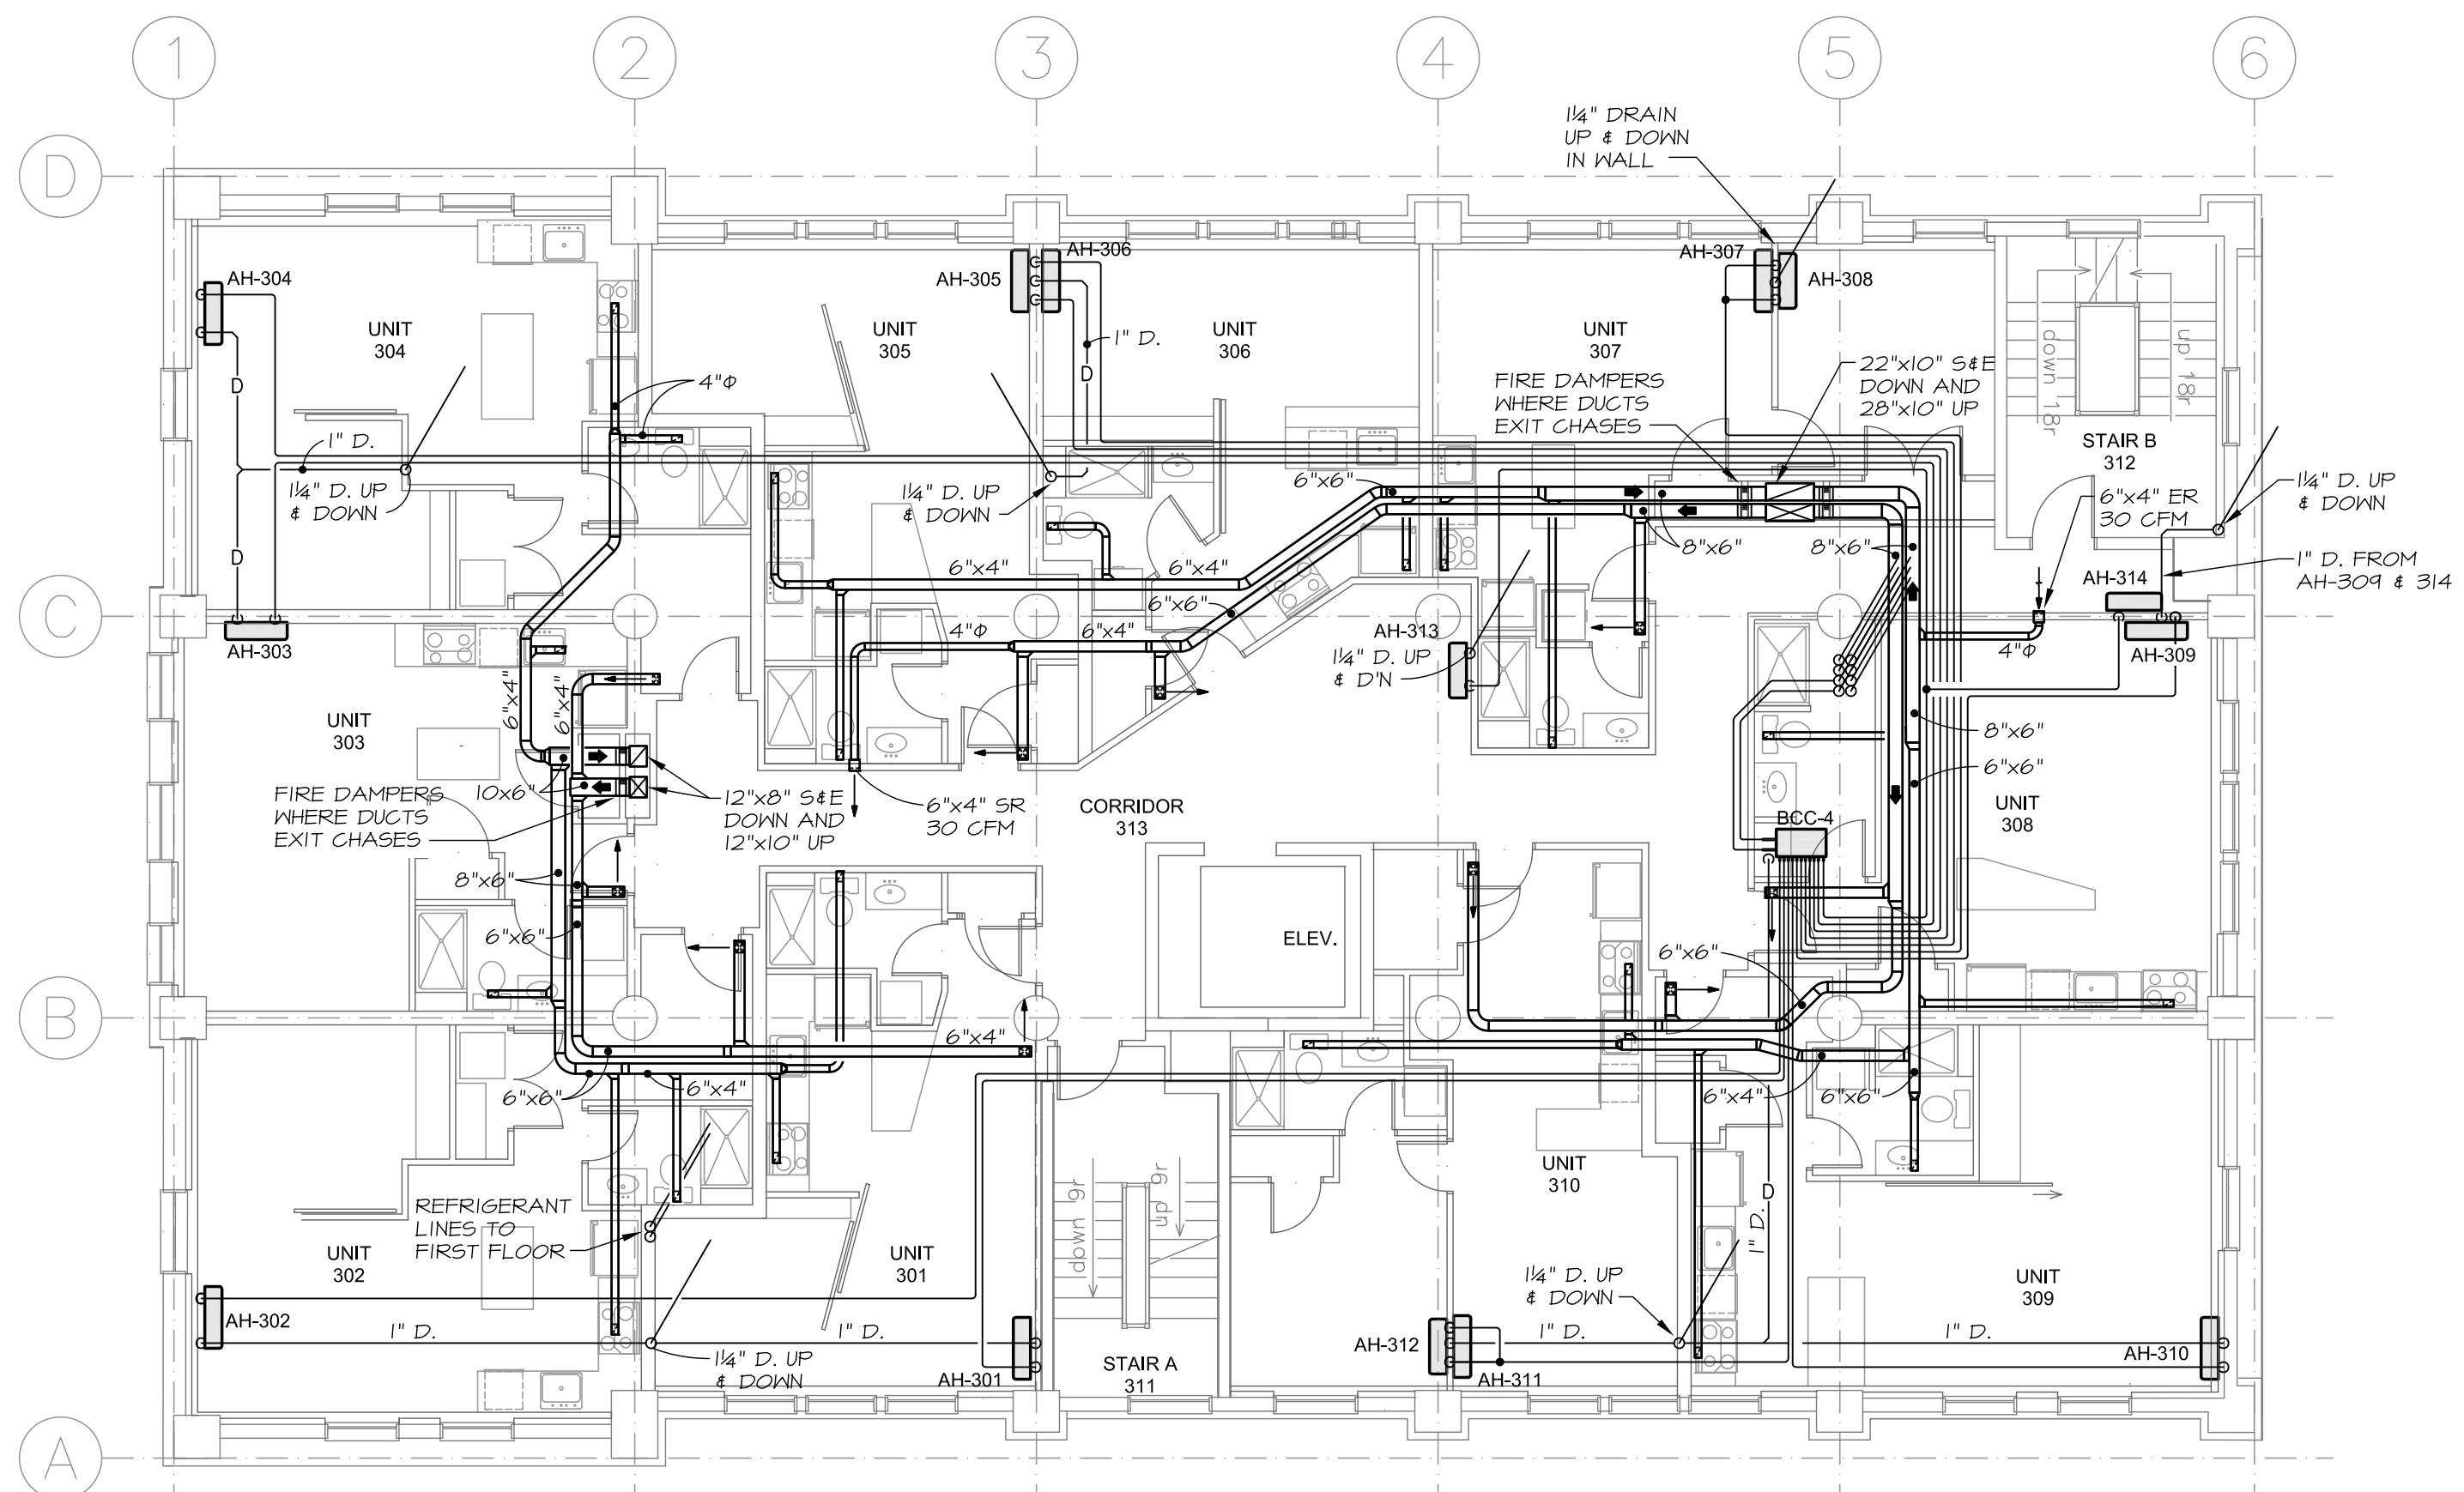 1 2 3 4 5 6
1¼" DRAIN
UP & DOWN
IN WALL
D
AH-304
AH-305
AH-306
AH-307
AH-308
UNIT
304
UNIT
305
UNIT
306
UNIT
307
1" D.
D
D
4"Φ
FIRE DAMPERS
WHERE DUCTS
EXIT CHASES
22"x10" S&E
DOWN AND
28"x10" UP
down 18r
up 18r
STAIR B
312
1" D.
1¼" D. UP
& DOWN
1¼" D. UP
& DOWN
6"x6"
8"x6"
8"x6"
6"x4" ER
30 CFM
1¼" D. UP
& DOWN
1" D. FROM
AH-309 & 314
D
6"x4"
6"x4"
6"x6"
AH-314
C
AH-303
4"Φ
6"x4"
AH-313
1¼" D. UP
& D'N
4"Φ
AH-309
6"x4"
6"x4"
UNIT
303
8"x6"
6"x6"
10x6"
FIRE DAMPERS
WHERE DUCTS
EXIT CHASES
12"x8" S&E
DOWN AND
12"x10" UP
6"x4" SR
30 CFM
CORRIDOR
313
BCC-4
UNIT
308
8"x6"
6"x6"
ELEV.
6"x6"
B
6"x4"
6"x6"
6"x4"
6"x4"
6"x6"
REFRIGERANT
LINES TO
FIRST FLOOR
UNIT
302
UNIT
301
down 9r
up 9r
UNIT
310
D
1" D.
UNIT
309
1¼" D. UP
& DOWN
AH-302
1" D.
1" D.
1¼" D. UP
& DOWN
AH-301
STAIR A
311
AH-312
AH-311
1" D.
1" D.
AH-310
A